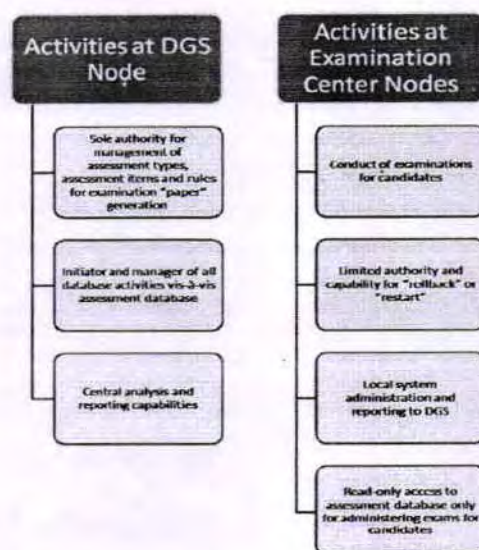 Activities at DGS
Node
Sole authority for
management of
assessment types,
assessment items and rules
for examination "paper"
generation
Initiator and manager of all
database activities vis-à-vis
assessment database
Central analysis and
reporting capabilities
Activities at
Examination
Center Nodes
Conduct of examinations
for candidates
Limited authority and
capability for "rollback" or
"restart"
Local system
administration and
reporting to DGS
Read-only access to
assessment database only
for administering exams for
candidates